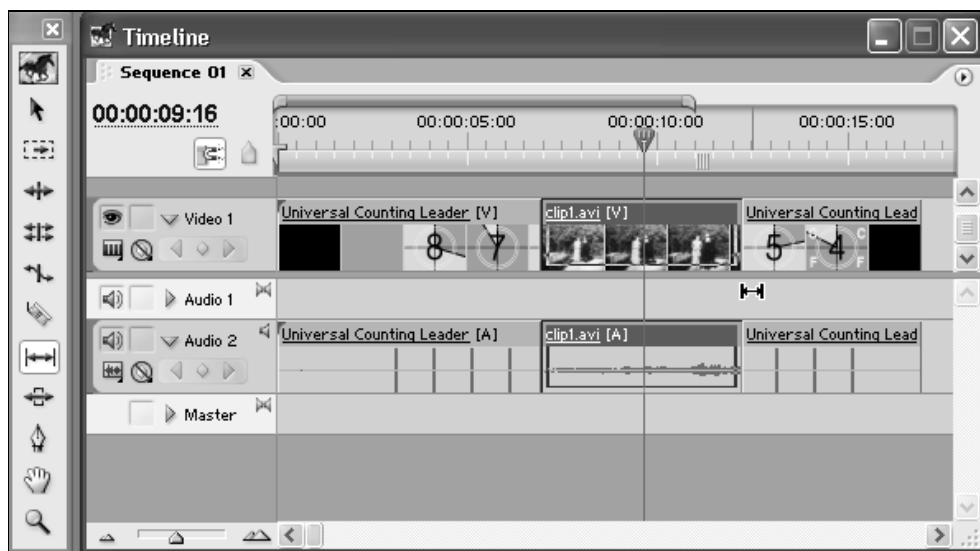 Timeline
Sequence 01
00:00:09:16
:00:00 00:00:05:00 00:00:10:00 00:00:15:00
Video 1
Universal Counting Leader [V] clip1.avi [V] Universal Counting Lead
8 7 5 4
C
F F
Audio 1
Audio 2
Universal Counting Leader [A] clip1.avi [A] Universal Counting Lead
Master